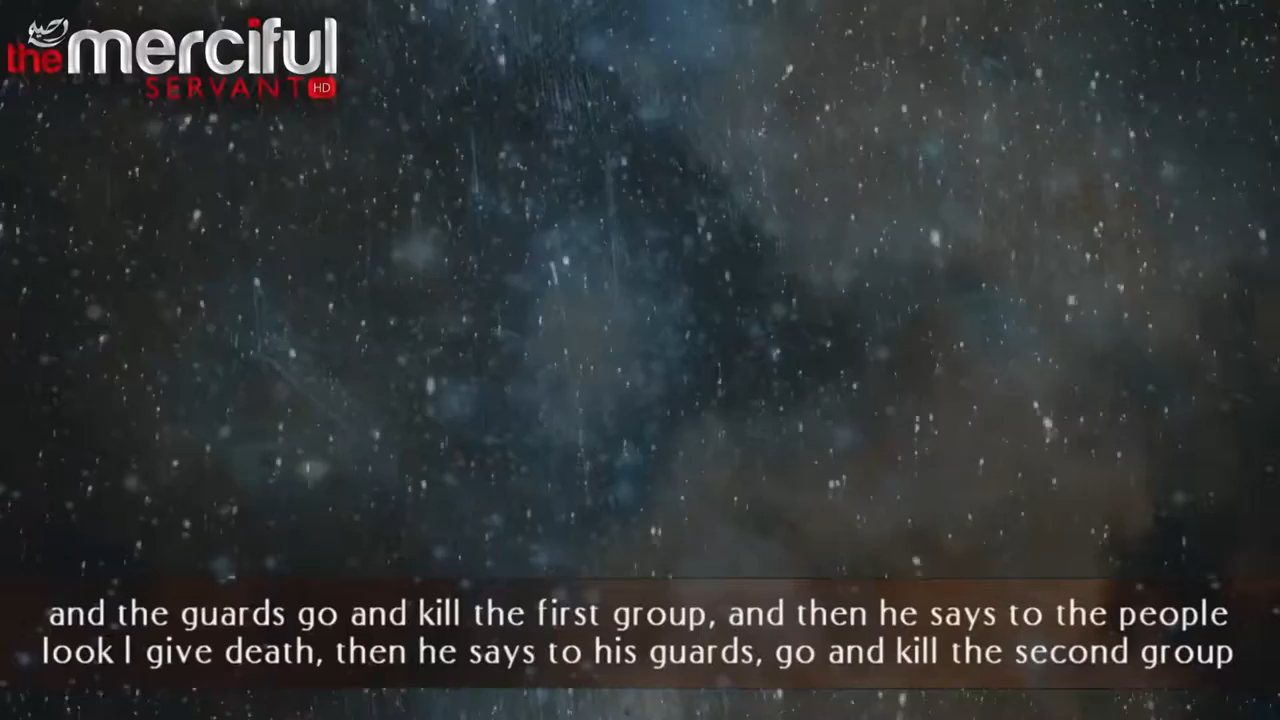 the merciful
SERVANT HD
and the guards go and kill the first group, and then he says to the people
look I give death, then he says to his guards, go and kill the second group